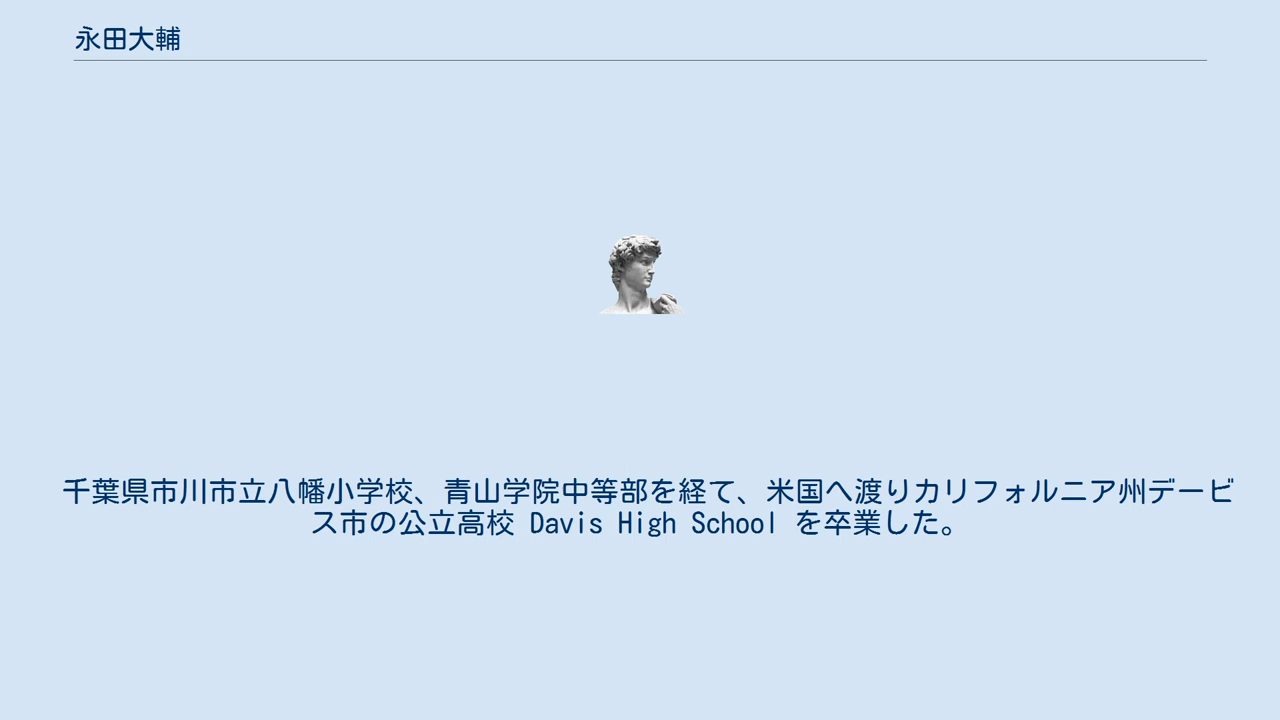 永田大輔
千葉県市川市立八幡小学校、青山学院中等部を経て、米国へ渡りカリフォルニア州デービ
ス市の公立高校 Davis High School を卒業した。